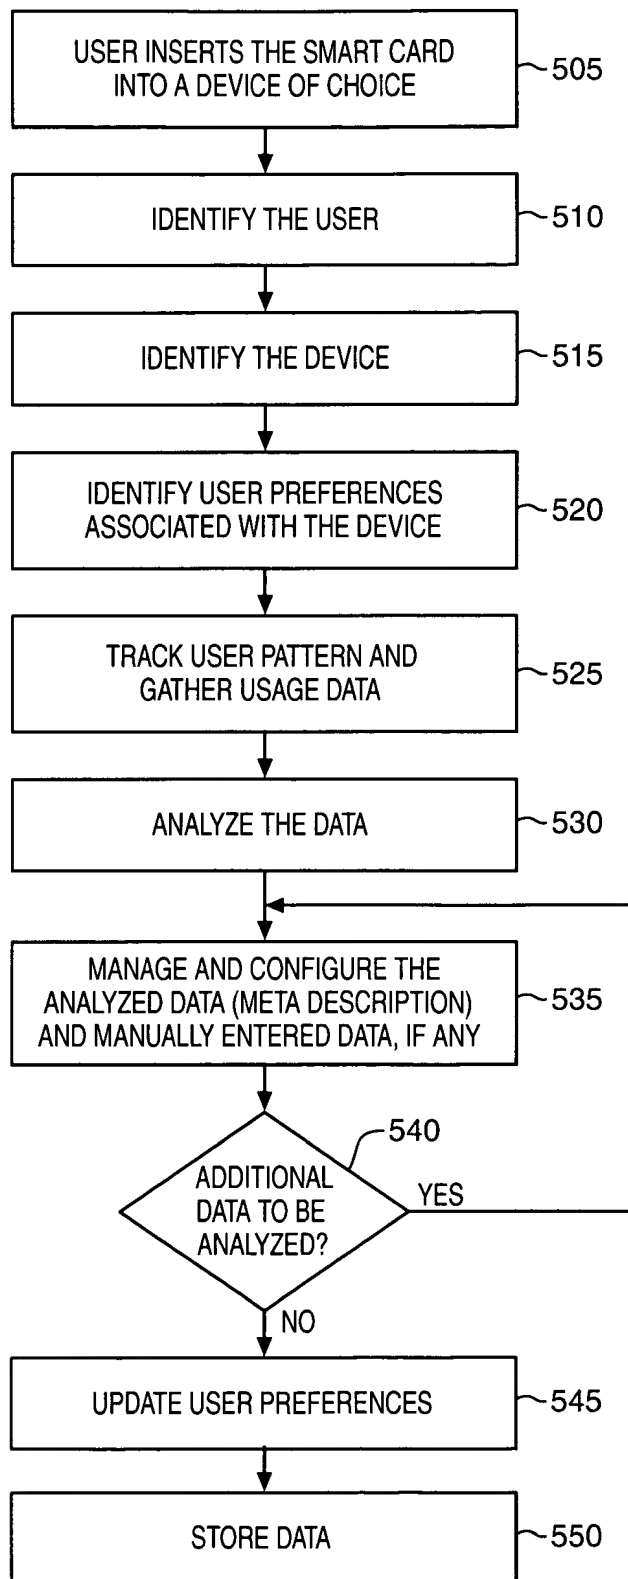 USER INSERTS THE SMART CARD
INTO A DEVICE OF CHOICE
505
IDENTIFY THE USER
510
IDENTIFY THE DEVICE
515
IDENTIFY USER PREFERENCES
ASSOCIATED WITH THE DEVICE
520
TRACK USER PATTERN AND
GATHER USAGE DATA
525
ANALYZE THE DATA
530
MANAGE AND CONFIGURE THE
ANALYZED DATA (META DESCRIPTION)
AND MANUALLY ENTERED DATA, IF ANY
535
540
ADDITIONAL
DATA TO BE
ANALYZED?
YES
NO
UPDATE USER PREFERENCES
545
STORE DATA
550